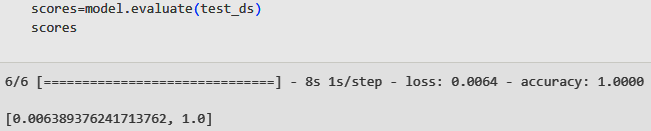 scores=model.evaluate(test_ds)
scores
6/6 [==============================] - 8s 1s/step - loss: 0.0064 - accuracy: 1.0000
[0.006389376241713762, 1.0]